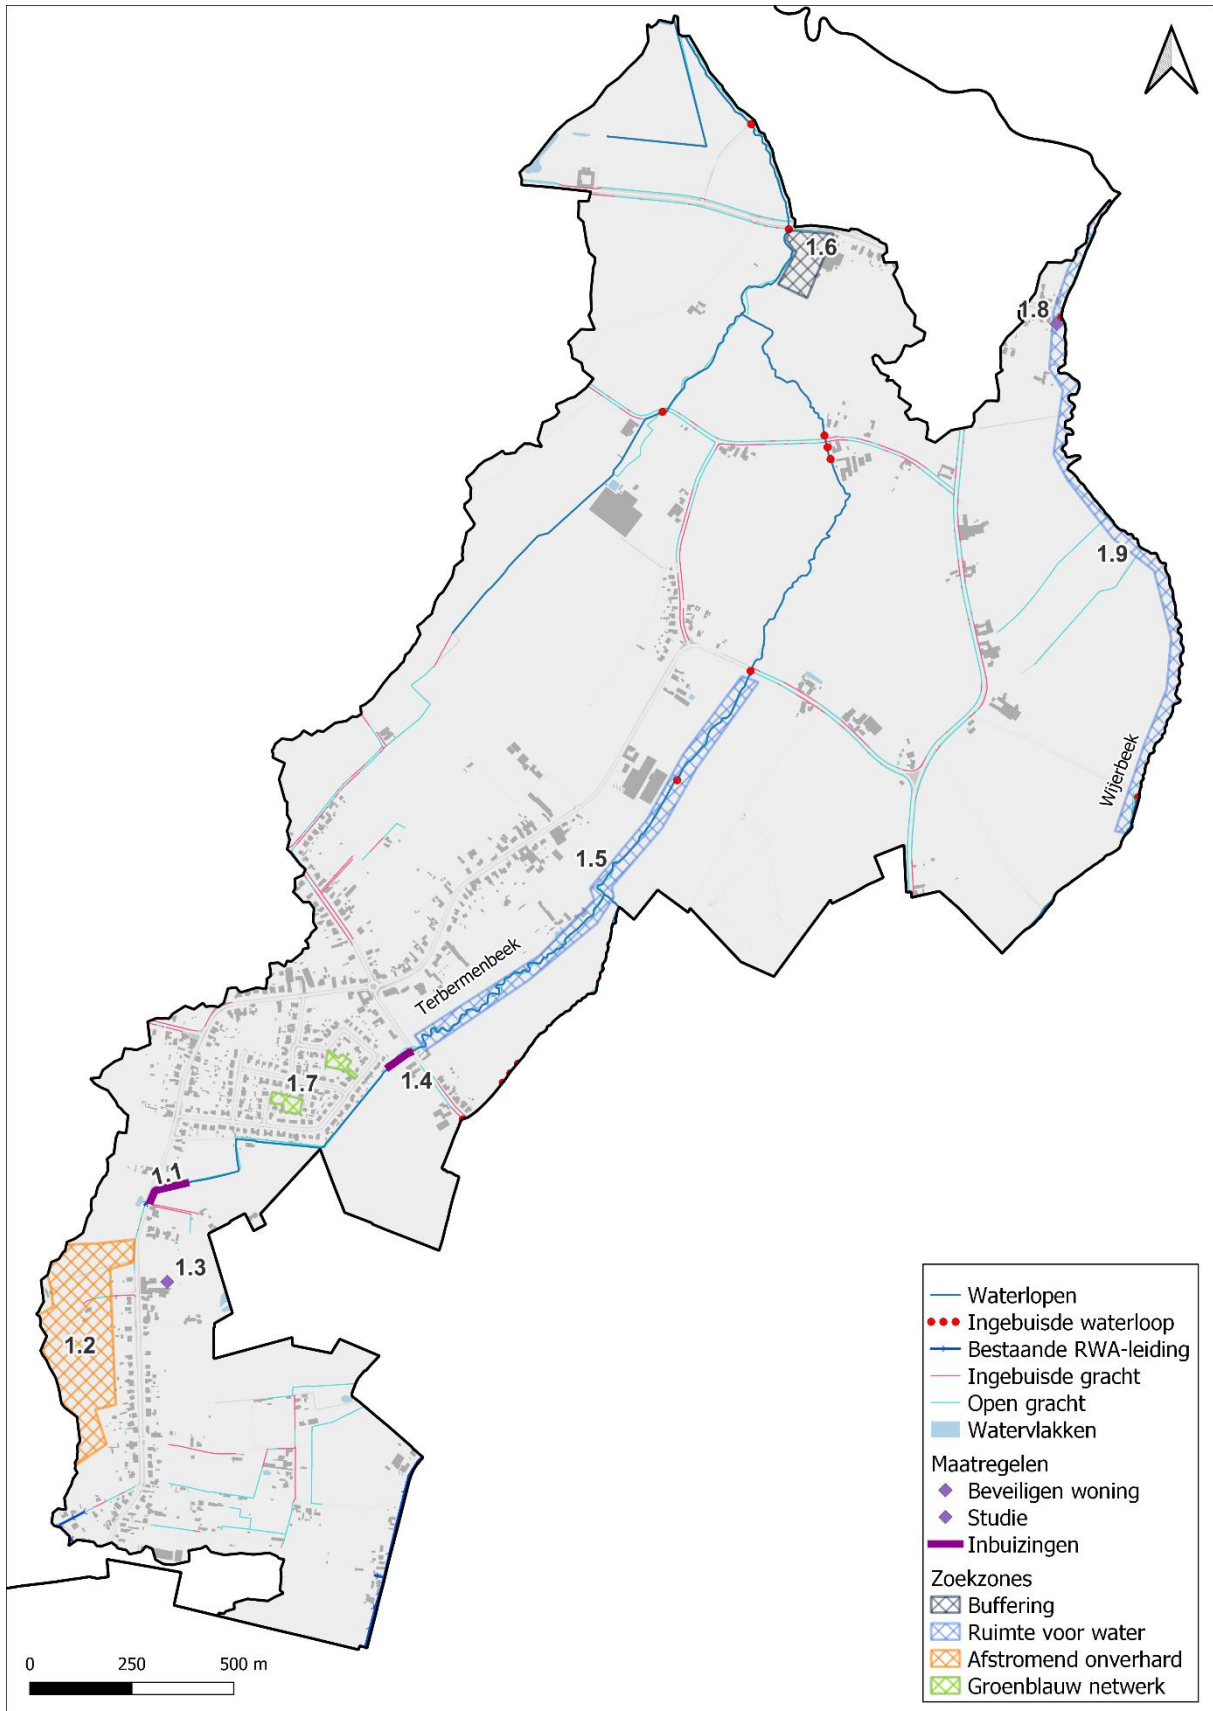 1.6
1.8
1.9
Wijerbeek
1.5
Terbermenbeek
1.7
1.4
1.1
1.3
1.2
Waterlopen
Ingebuisde waterloop
Bestaande RWA-leiding
Ingebuisde gracht
Open gracht
Watervlakken
Maatregelen
Beveiligen woning
Studie
Inbuizingen
Zoekzones
Buffering
Ruimte voor water
Afstromend onverhard
Groenblauw netwerk
0 250 500 m